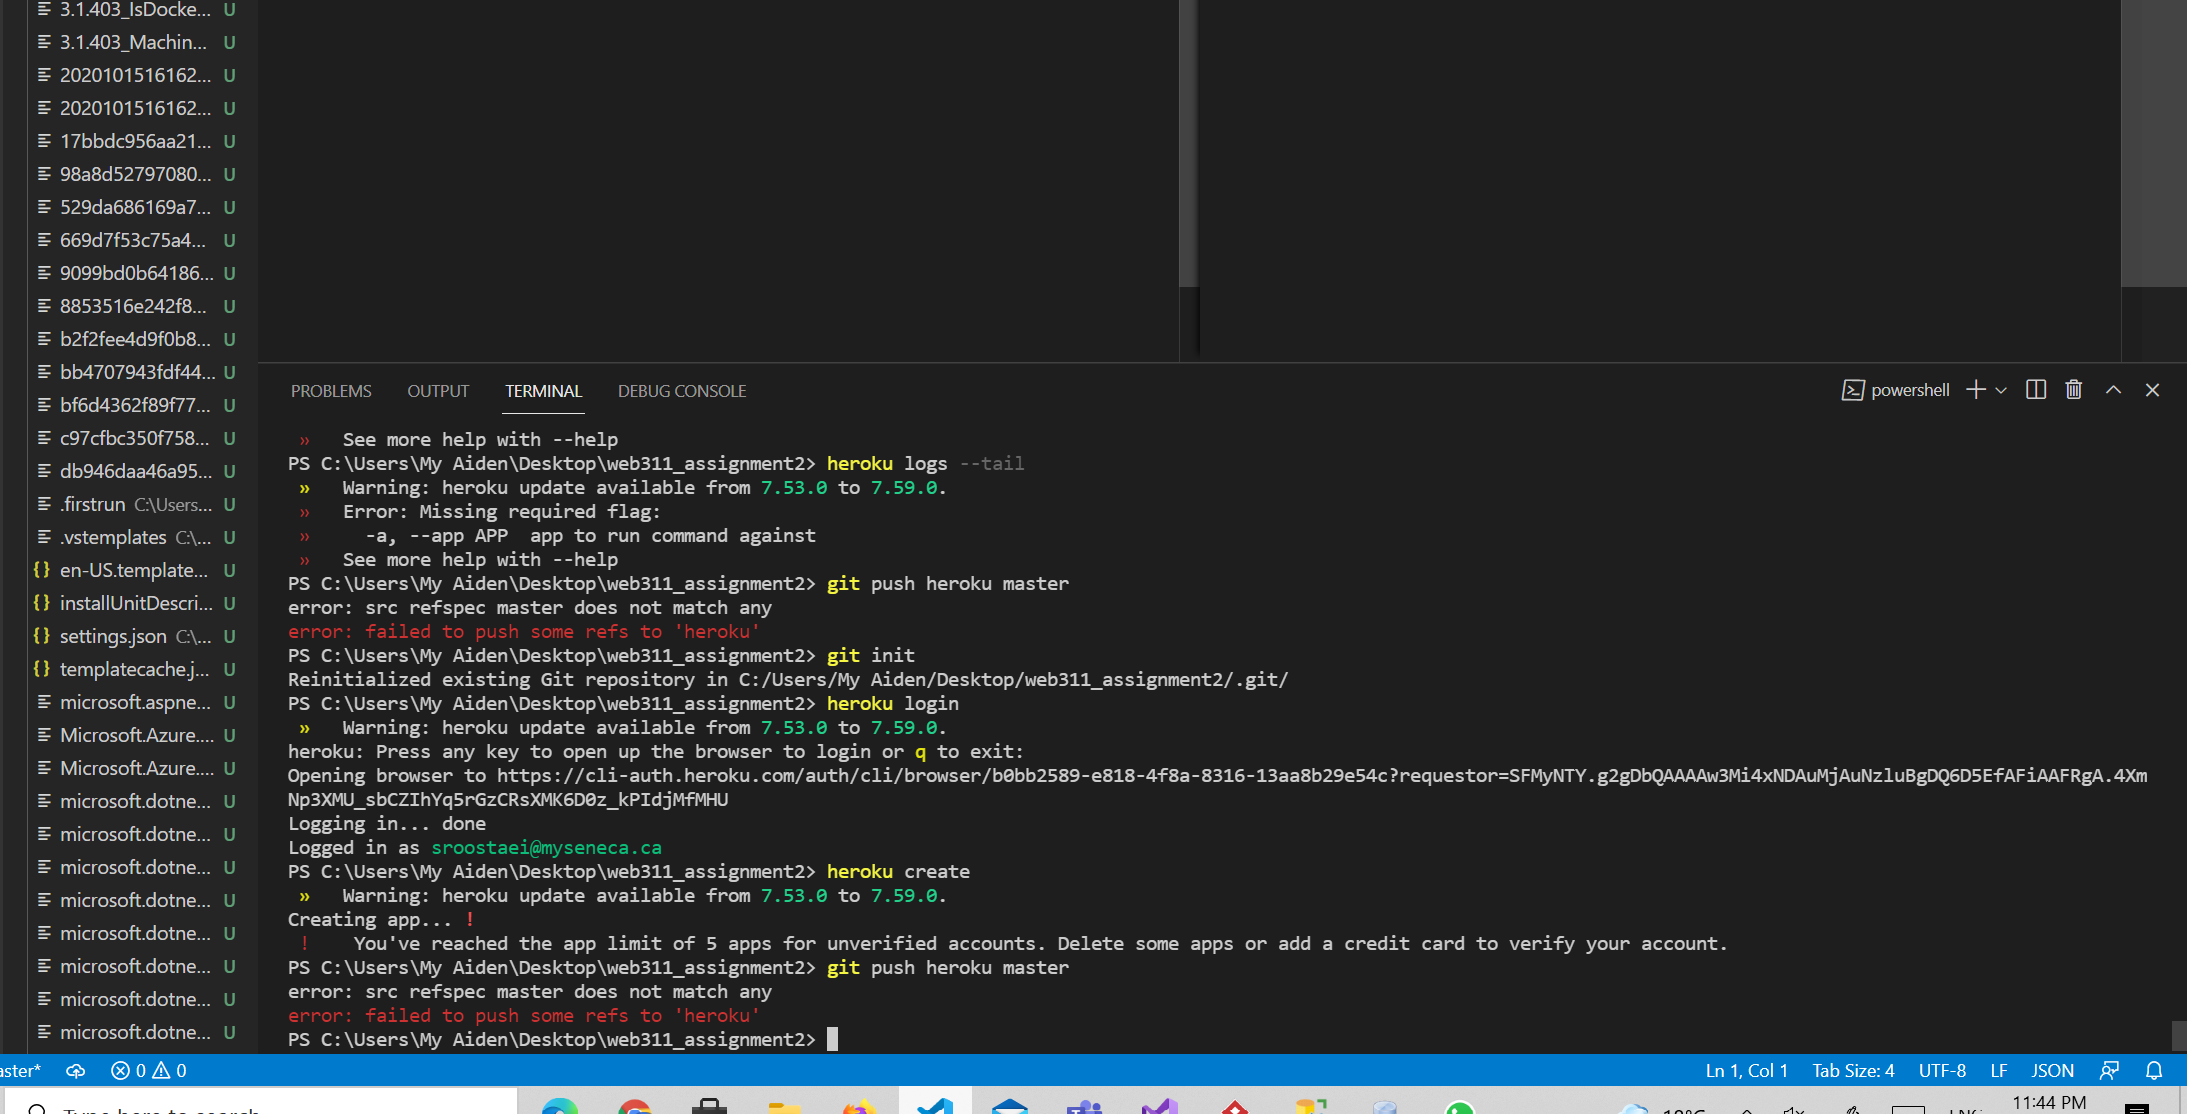 3.1.403_IsDocke... U
3.1.403_Machin... U
2020101516162... U
2020101516162... U
17bbdc956aa21... U
98a8d52797080... U
529da686169a7... U
669d7f53c75a4... U
9099bd0b64186... U
8853516e242f8... U
b2f2fee4d9f0b8... U
bb4707943fdf44... U
bf6d4362f89f77... U
c97cfbc350f758... U
db946daa46a95... U
.firstrun C:\Users... U
.vstemplates C:\... U
{} en-US.template... U
{} installUnitDescri... U
{} settings.json C:\... U
{} templatecache.j... U
microsoft.aspne... U
Microsoft.Azure.... U
Microsoft.Azure.... U
microsoft.dotne... U
microsoft.dotne... U
microsoft.dotne... U
microsoft.dotne... U
microsoft.dotne... U
microsoft.dotne... U
microsoft.dotne... U
microsoft.dotne... U
PROBLEMS OUTPUT TERMINAL DEBUG CONSOLE powershell
» See more help with --help
PS C:\Users\My Aiden\Desktop\web311_assignment2> heroku logs --tail
» Warning: heroku update available from 7.53.0 to 7.59.0.
» Error: Missing required flag:
» -a, --app APP app to run command against
» See more help with --help
PS C:\Users\My Aiden\Desktop\web311_assignment2> git push heroku master
error: src refspec master does not match any
error: failed to push some refs to 'heroku'
PS C:\Users\My Aiden\Desktop\web311_assignment2> git init
Reinitialized existing Git repository in C:/Users/My Aiden/Desktop/web311_assignment2/.git/
PS C:\Users\My Aiden\Desktop\web311_assignment2> heroku login
» Warning: heroku update available from 7.53.0 to 7.59.0.
heroku: Press any key to open up the browser to login or q to exit:
Opening browser to https://cli-auth.heroku.com/auth/cli/browser/b0bb2589-e818-4f8a-8316-13aa8b29e54c?requestor=SFMyNTY.g2gDbQAAAAw3Mi4xNDAuMjAuNzluBgDQ6D5EfAFiAAFRgA.4Xm
Np3XMU_sbCZIhYq5rGzCRsXMK6D0z_kPIdjMfMHU
Logging in... done
Logged in as sroostaei@myseneca.ca
PS C:\Users\My Aiden\Desktop\web311_assignment2> heroku create
» Warning: heroku update available from 7.53.0 to 7.59.0.
Creating app... !
! You've reached the app limit of 5 apps for unverified accounts. Delete some apps or add a credit card to verify your account.
PS C:\Users\My Aiden\Desktop\web311_assignment2> git push heroku master
error: src refspec master does not match any
error: failed to push some refs to 'heroku'
PS C:\Users\My Aiden\Desktop\web311_assignment2>
aster* 0 0 Ln 1, Col 1 Tab Size: 4 UTF-8 LF JSON
Type here to search 18°C 11:44 PM